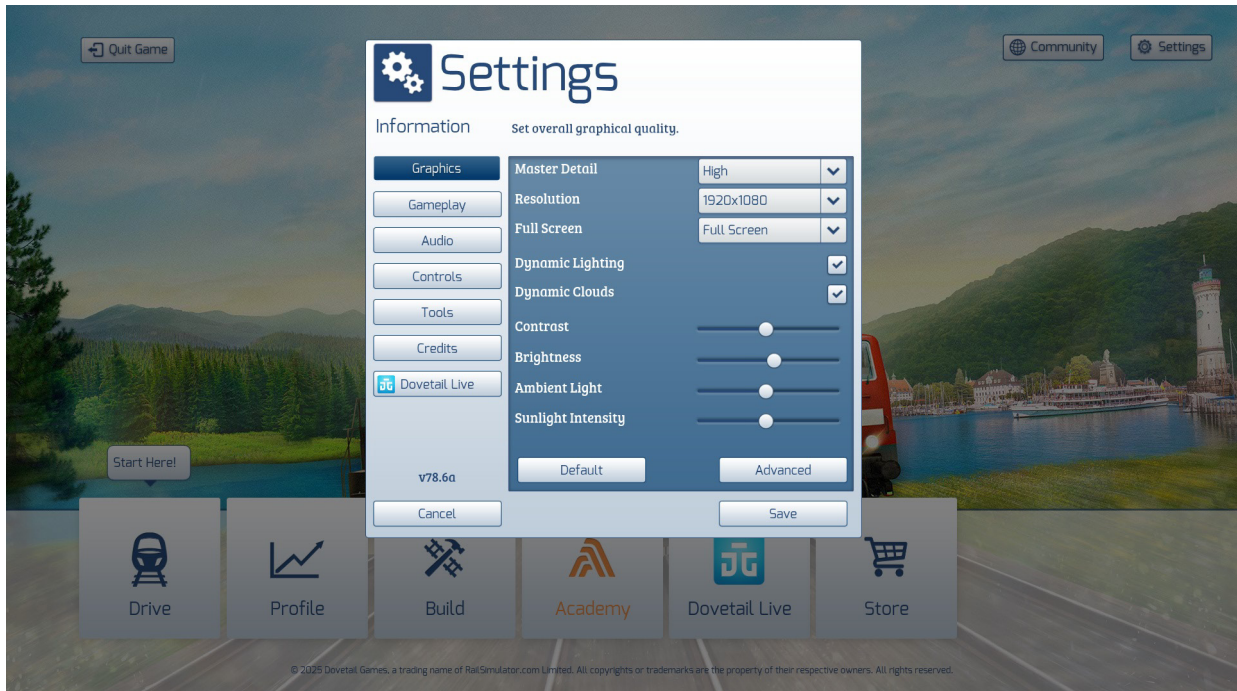 Quit Game
Community
Settings
Settings
Information
Set overall graphical quality.
Graphics
Gameplay
Audio
Controls
Tools
Credits
Dovetail Live
v78.6a
Cancel
Master Detail High
Resolution 1920x1080
Full Screen Full Screen
Dynamic Lighting
Dynamic Clouds
Contrast
Brightness
Ambient Light
Sunlight Intensity
Default Advanced
Save
Start Here!
Drive
Profile
Build
Academy
Dovetail Live
Store
© 2025 Dovetail Games, a trading name of RailSimulator.com Limited. All copyrights or trademarks are the property of their respective owners. All rights reserved.